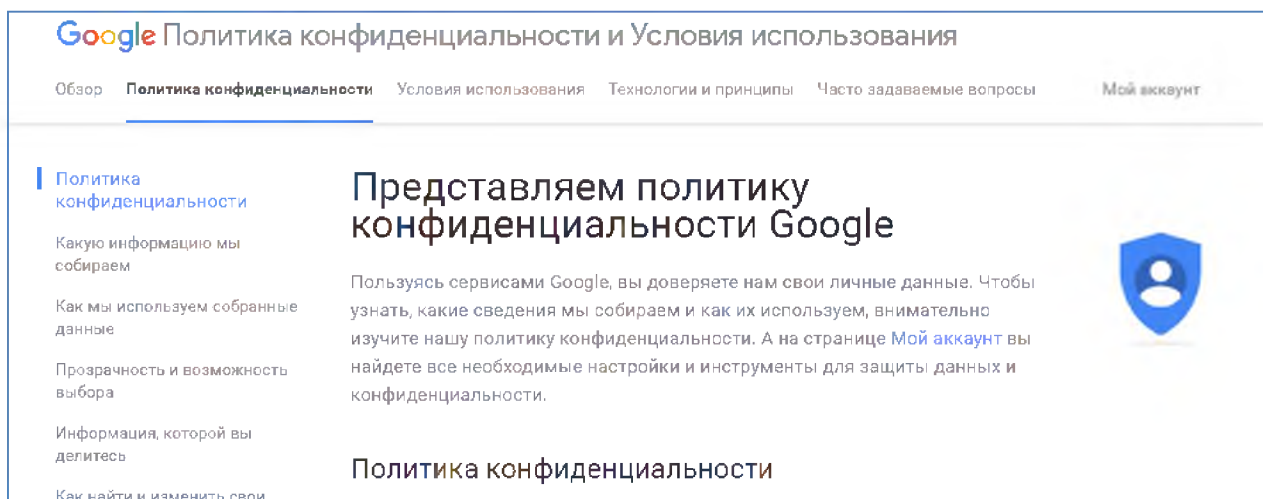 Google Политика конфиденциальности и Условия использования
Обзор Политика конфиденциальности Условия использования Технологии и принципы Часто задаваемые вопросы Мой аккаунт
Политика
конфиденциальности
Какую информацию мы
собираем
Как мы используем собранные
данные
Прозрачность и возможность
выбора
Информация, которой вы
делитесь
Как найти и изменить свои
Представляем политику
конфиденциальности Google
Пользуясь сервисами Google, вы доверяете нам свои личные данные. Чтобы
узнать, какие сведения мы собираем и как их используем, внимательно
изучите нашу политику конфиденциальности. А на странице Мой аккаунт вы
найдете все необходимые настройки и инструменты для защиты данных и
конфиденциальности.
Политика конфиденциальности